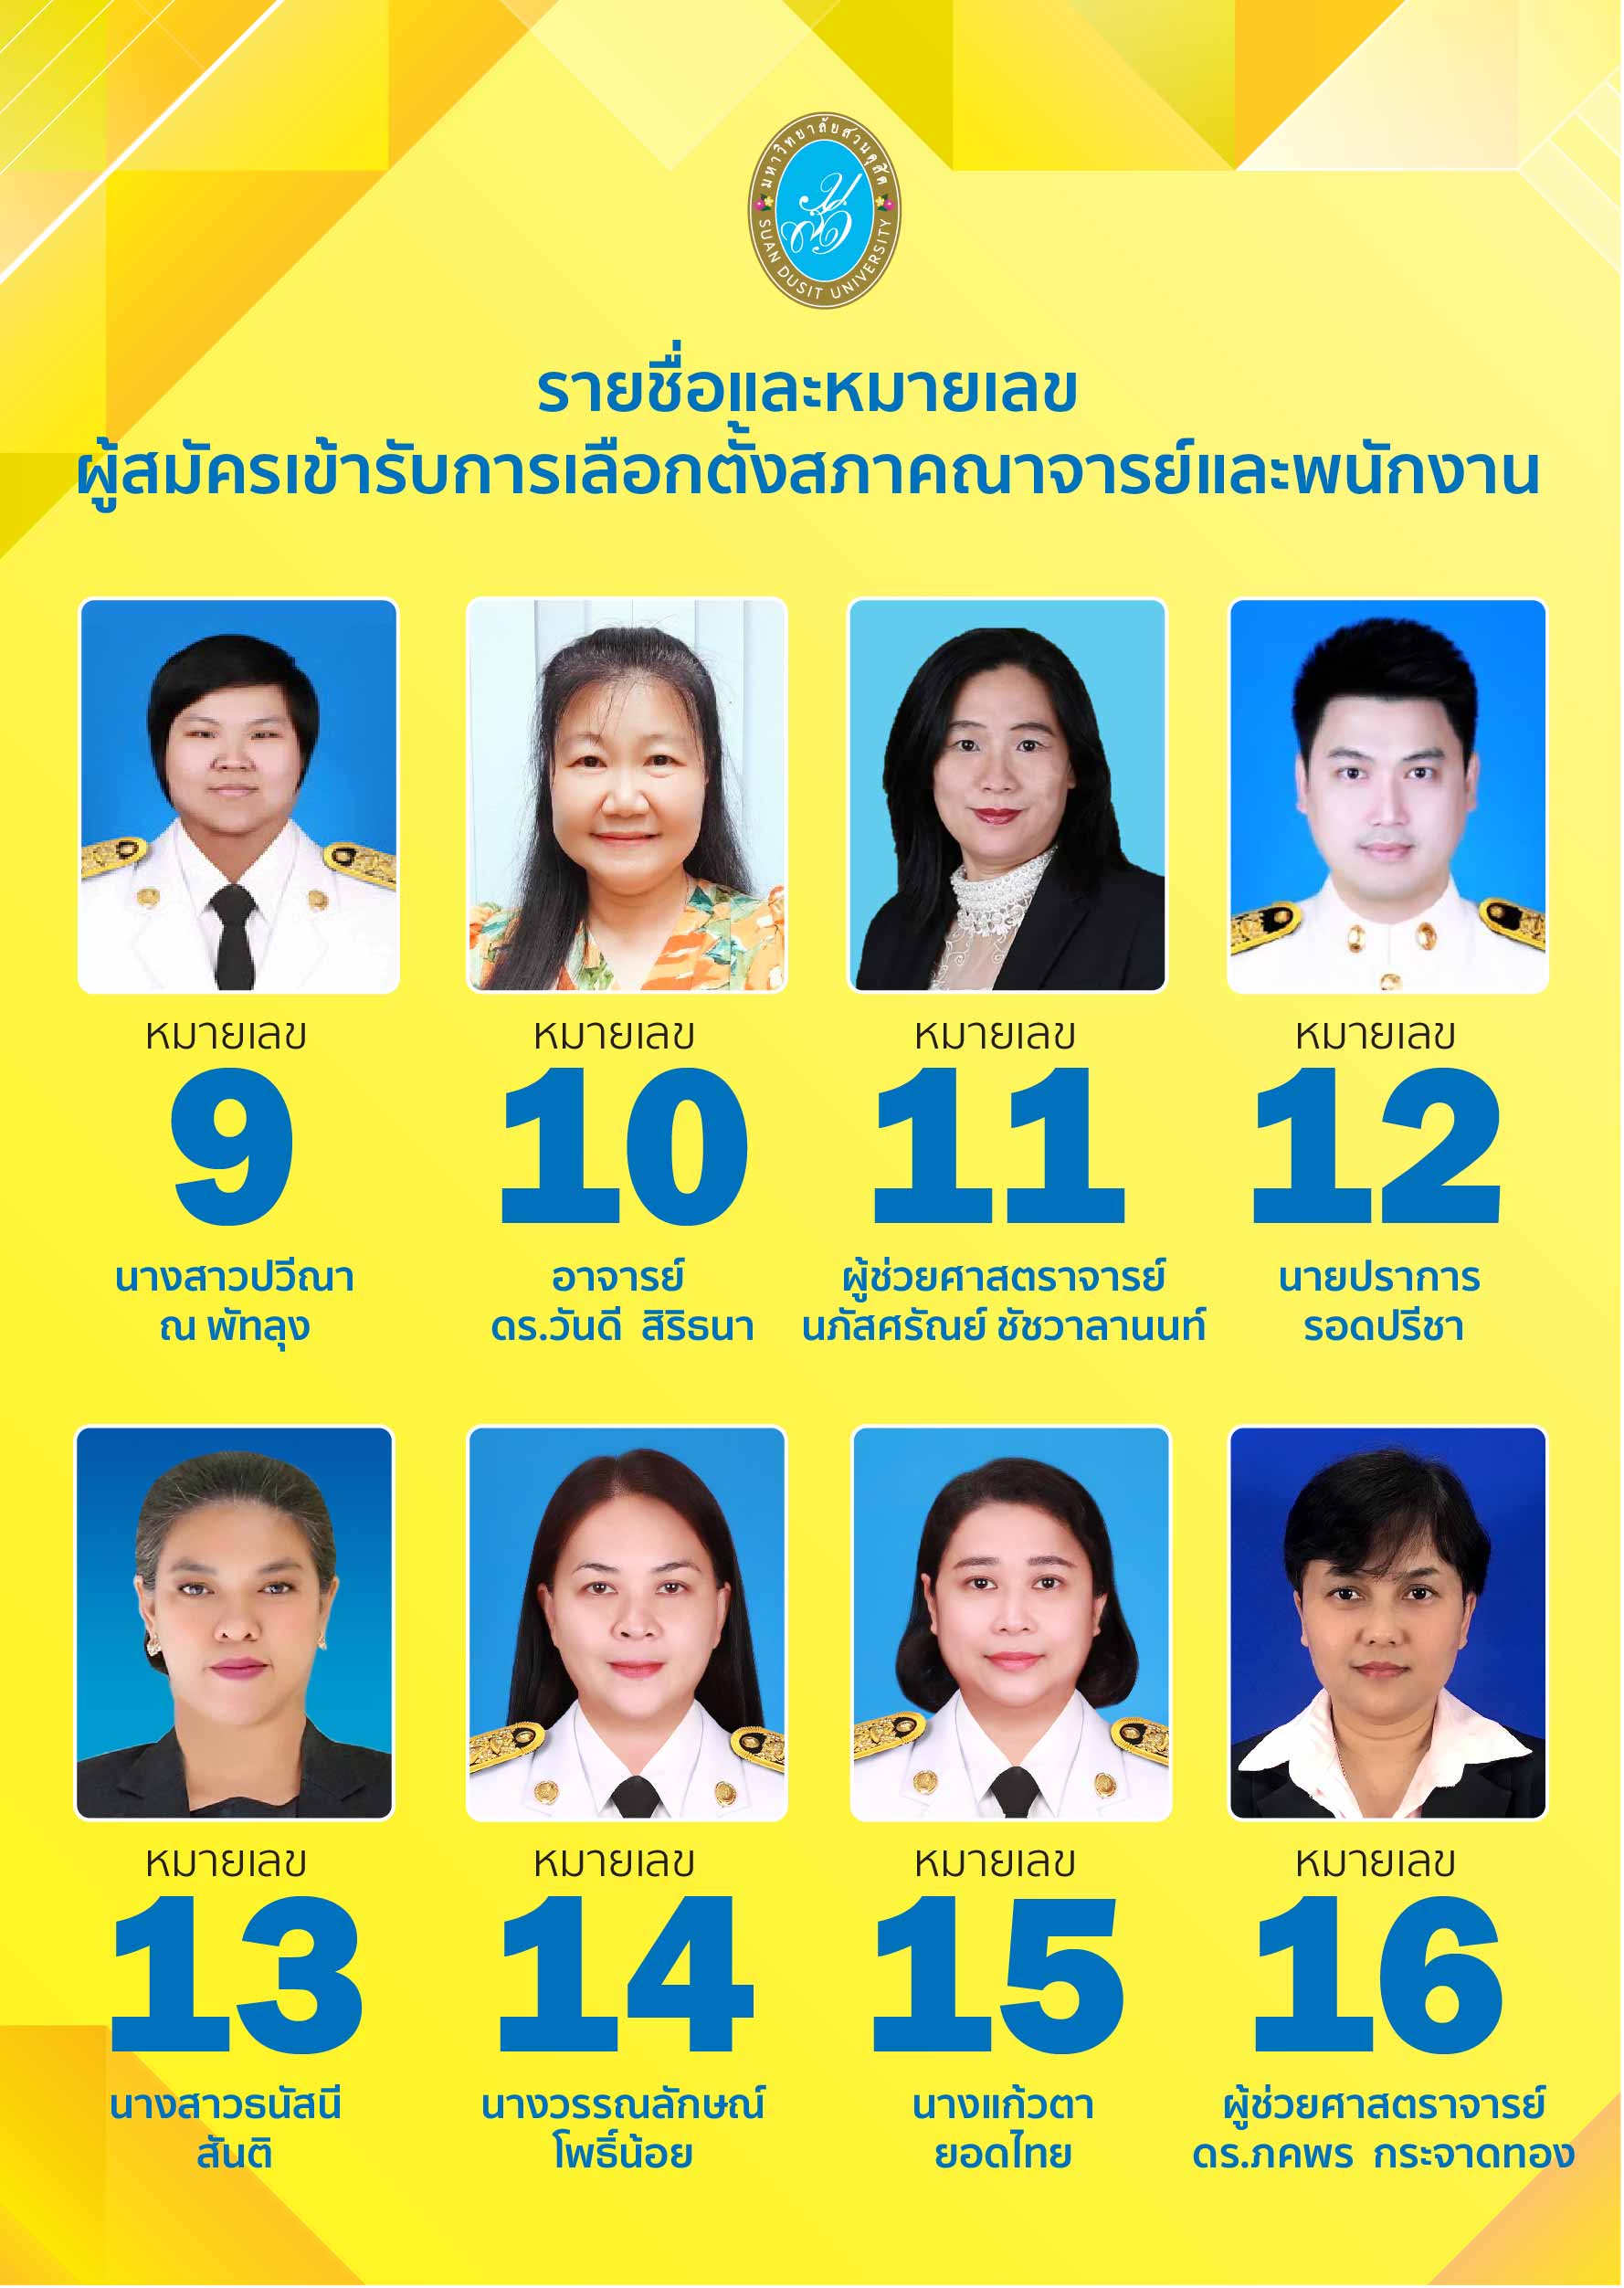 มหาวิทยาลัยสวนดุสิต
SUAN DUSIT UNIVERSITY
รายชื่อและหมายเลข
ผู้สมัครเข้ารับการเลือกตั้งสภาคณาจารย์และพนักงาน
หมายเลข
9
นางสาวปวีณา
ณ พัทลุง
หมายเลข
10
อาจารย์
ดร.วันดี สิริธนา
หมายเลข
11
ผู้ช่วยศาสตราจารย์
นภัสศรัณย์ ชัชวาลานนท์
หมายเลข
12
นายปราการ
รอดปรีชา
หมายเลข
13
นางสาวธนัสนี
สันติ
หมายเลข
14
นางวรรณลักษณ์
โพธิ์น้อย
หมายเลข
15
นางแก้วตา
ยอดไทย
หมายเลข
16
ผู้ช่วยศาสตราจารย์
ดร.ภคพร กระจาดทอง